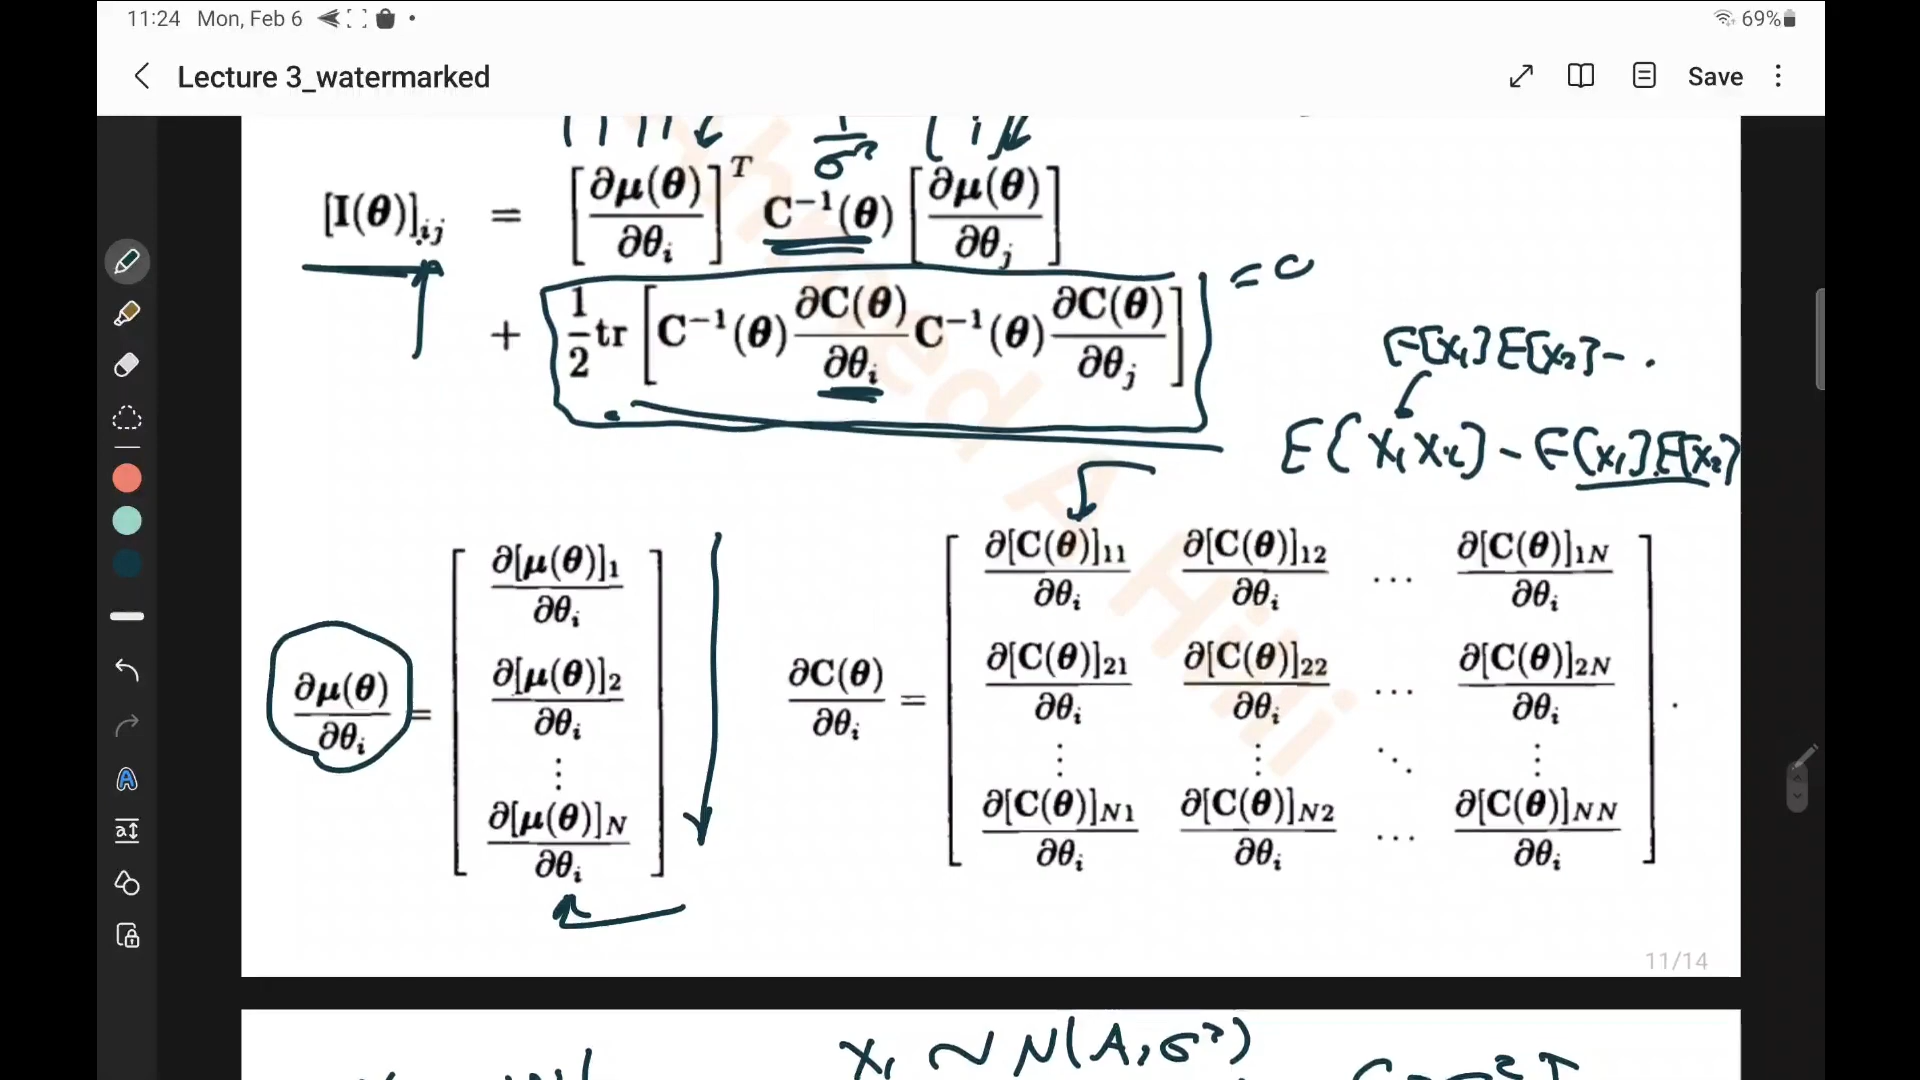 11:24 Mon, Feb 6
69%
Lecture 3_watermarked
Save
1/σ²
[I(θ)]ij = [∂μ(θ)/∂θi]^T C⁻¹(θ) [∂μ(θ)/∂θj]
+ 1/2 tr [C⁻¹(θ) ∂C(θ)/∂θi C⁻¹(θ) ∂C(θ)/∂θj] = 0
E[x₁]E[x₂] - .
E(x₁x₂] - E[x₁]E[x₂]
∂μ(θ)/∂θi = [ ∂[μ(θ)]1/∂θi
∂[μ(θ)]2/∂θi
⋮
∂[μ(θ)]N/∂θi ]
∂C(θ)/∂θi = [ ∂[C(θ)]11/∂θi ∂[C(θ)]12/∂θi ... ∂[C(θ)]1N/∂θi
∂[C(θ)]21/∂θi ∂[C(θ)]22/∂θi ... ∂[C(θ)]2N/∂θi
⋮ ⋮ ⋱ ⋮
∂[C(θ)]N1/∂θi ∂[C(θ)]N2/∂θi ... ∂[C(θ)]NN/∂θi ] .
11/14
x₁ ~ N(A, σ²)